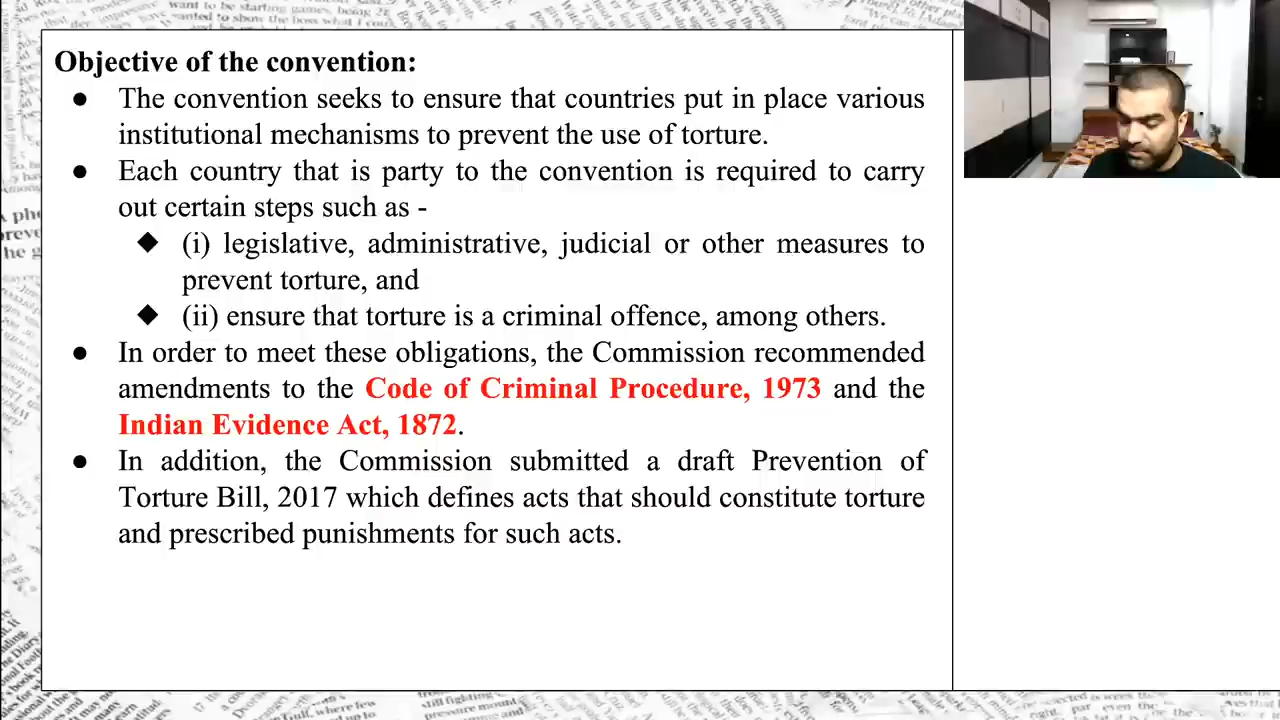 Objective of the convention:
● The convention seeks to ensure that countries put in place various
institutional mechanisms to prevent the use of torture.
● Each country that is party to the convention is required to carry
out certain steps such as -
◆ (i) legislative, administrative, judicial or other measures to
prevent torture, and
◆ (ii) ensure that torture is a criminal offence, among others.
● In order to meet these obligations, the Commission recommended
amendments to the Code of Criminal Procedure, 1973 and the
Indian Evidence Act, 1872.
● In addition, the Commission submitted a draft Prevention of
Torture Bill, 2017 which defines acts that should constitute torture
and prescribed punishments for such acts.